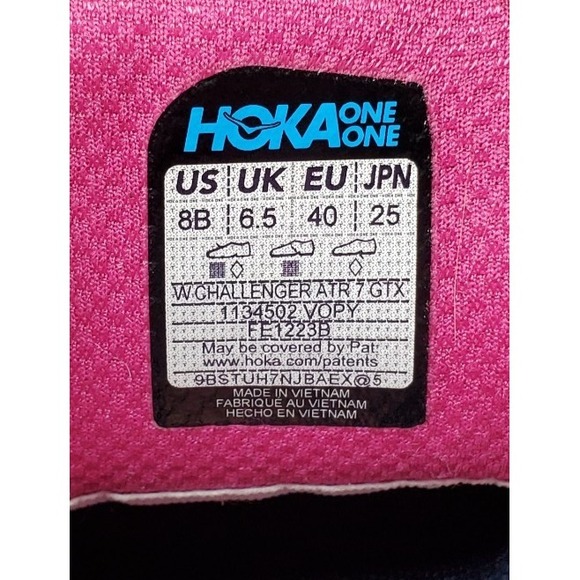 HOKA ONE ONE
US UK EU JPN
8B 6.5 40 25
W CHALLENGER ATR 7 GTX
1134502 VOPY
FE1223B
May be covered by Pat:
www.hoka.com/patents
9BSTUH7NJBAEX@5
MADE IN VIETNAM
FABRIQUÉ AU VIETNAM
HECHO EN VIETNAM